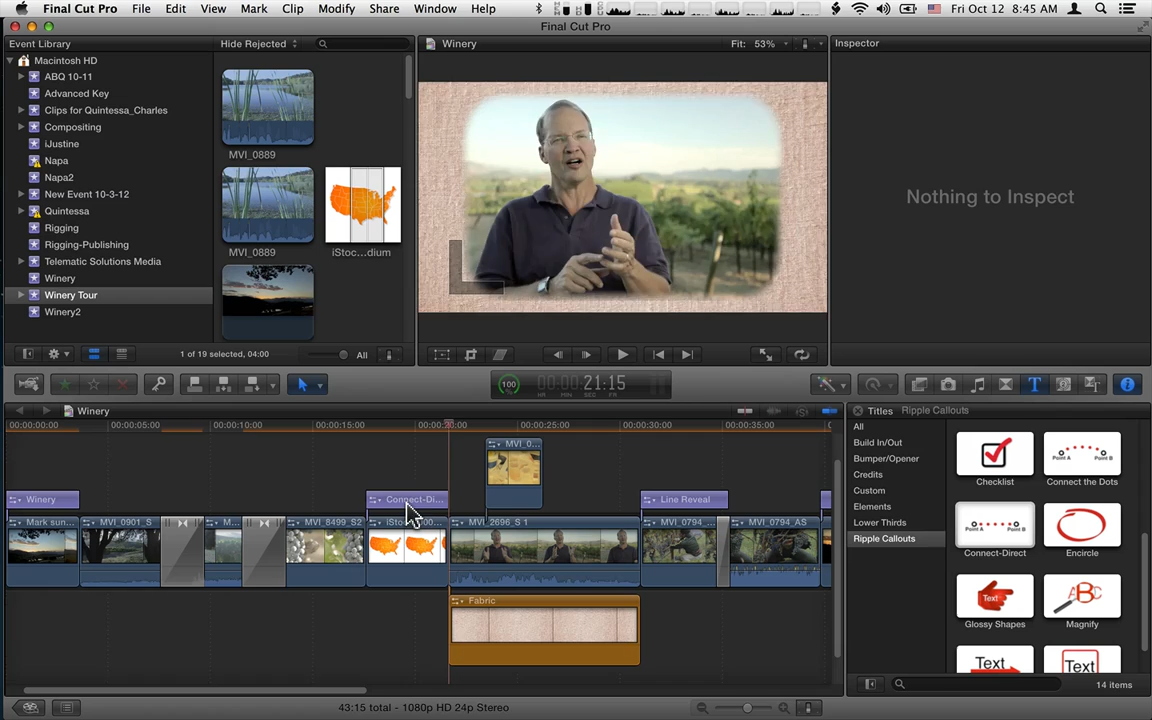 Final Cut Pro File Edit View Mark Clip Modify Share Window Help Fri Oct 12 8:45 AM
Final Cut Pro
Event Library
Hide Rejected
Winery
Fit: 53%
Inspector
Macintosh HD
ABQ 10-11
Advanced Key
Clips for Quintessa_Charles
Compositing
iJustine
Napa
Napa2
New Event 10-3-12
Quintessa
Rigging
Rigging-Publishing
Telematic Solutions Media
Winery
Winery Tour
Winery2
MVI_0889
MVI_0889
iStoc...dium
Nothing to Inspect
1 of 19 selected, 04:00
All
100
00:00:21:15
HR MIN SEC FR
Winery
00:00:00:00 00:00:05:00 00:00:10:00 00:00:15:00 00:00:20:00 00:00:25:00 00:00:30:00 00:00:35:00
MVI_0...
Winery
Connect-Di...
Line Reveal
Mark sun...
MVI_0901_S
M...
MVI_8499_S2
MVI_2696_S 1
MVI_0794_...
MVI_0794_AS
Fabric
Titles Ripple Callouts
All
Build In/Out
Bumper/Opener
Credits
Custom
Elements
Lower Thirds
Ripple Callouts
Checklist
Point A
Point B
Connect the Dots
Point A
Point B
Connect-Direct
Encircle
Text
Glossy Shapes
ABC
Magnify
Text
Text
14 items
43:15 total - 1080p HD 24p Stereo